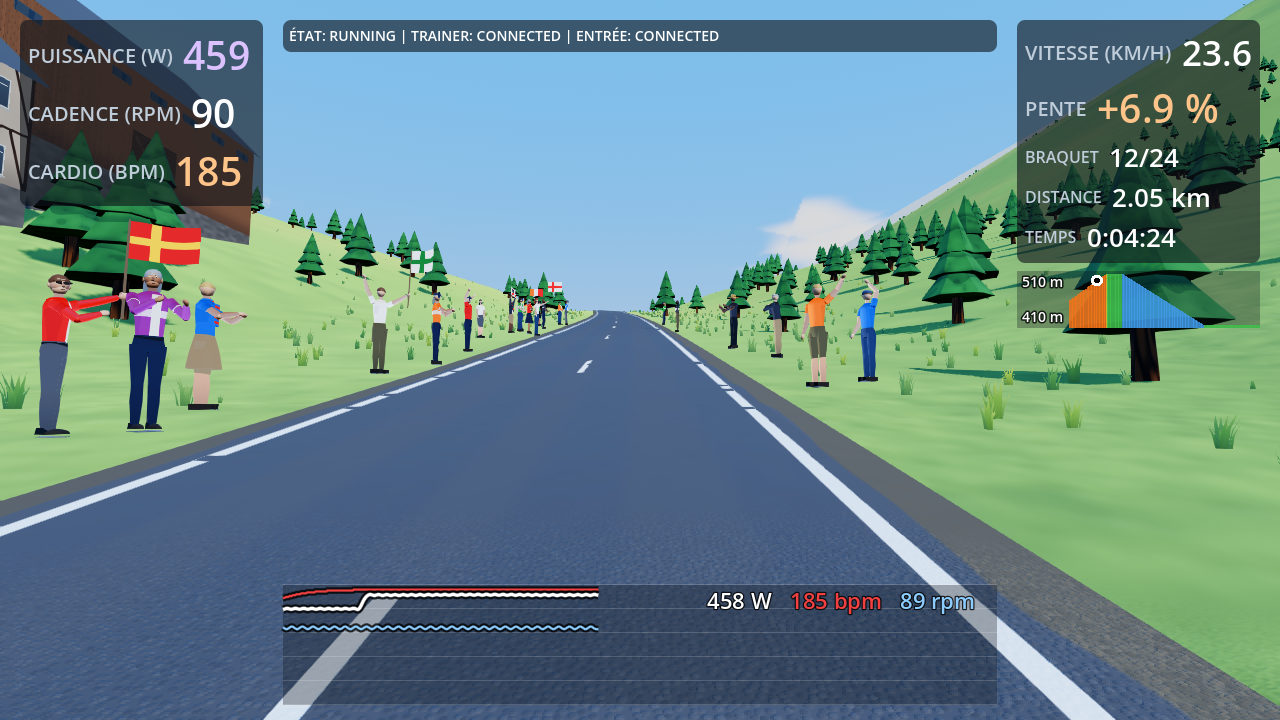 PUISSANCE (W) 459
CADENCE (RPM) 90
CARDIO (BPM) 185
ÉTAT: RUNNING | TRAINER: CONNECTED | ENTRÉE: CONNECTED
VITESSE (KM/H) 23.6
PENTE +6.9 %
BRAQUET 12/24
DISTANCE 2.05 km
TEMPS 0:04:24
510 m
410 m
458 W 185 bpm 89 rpm